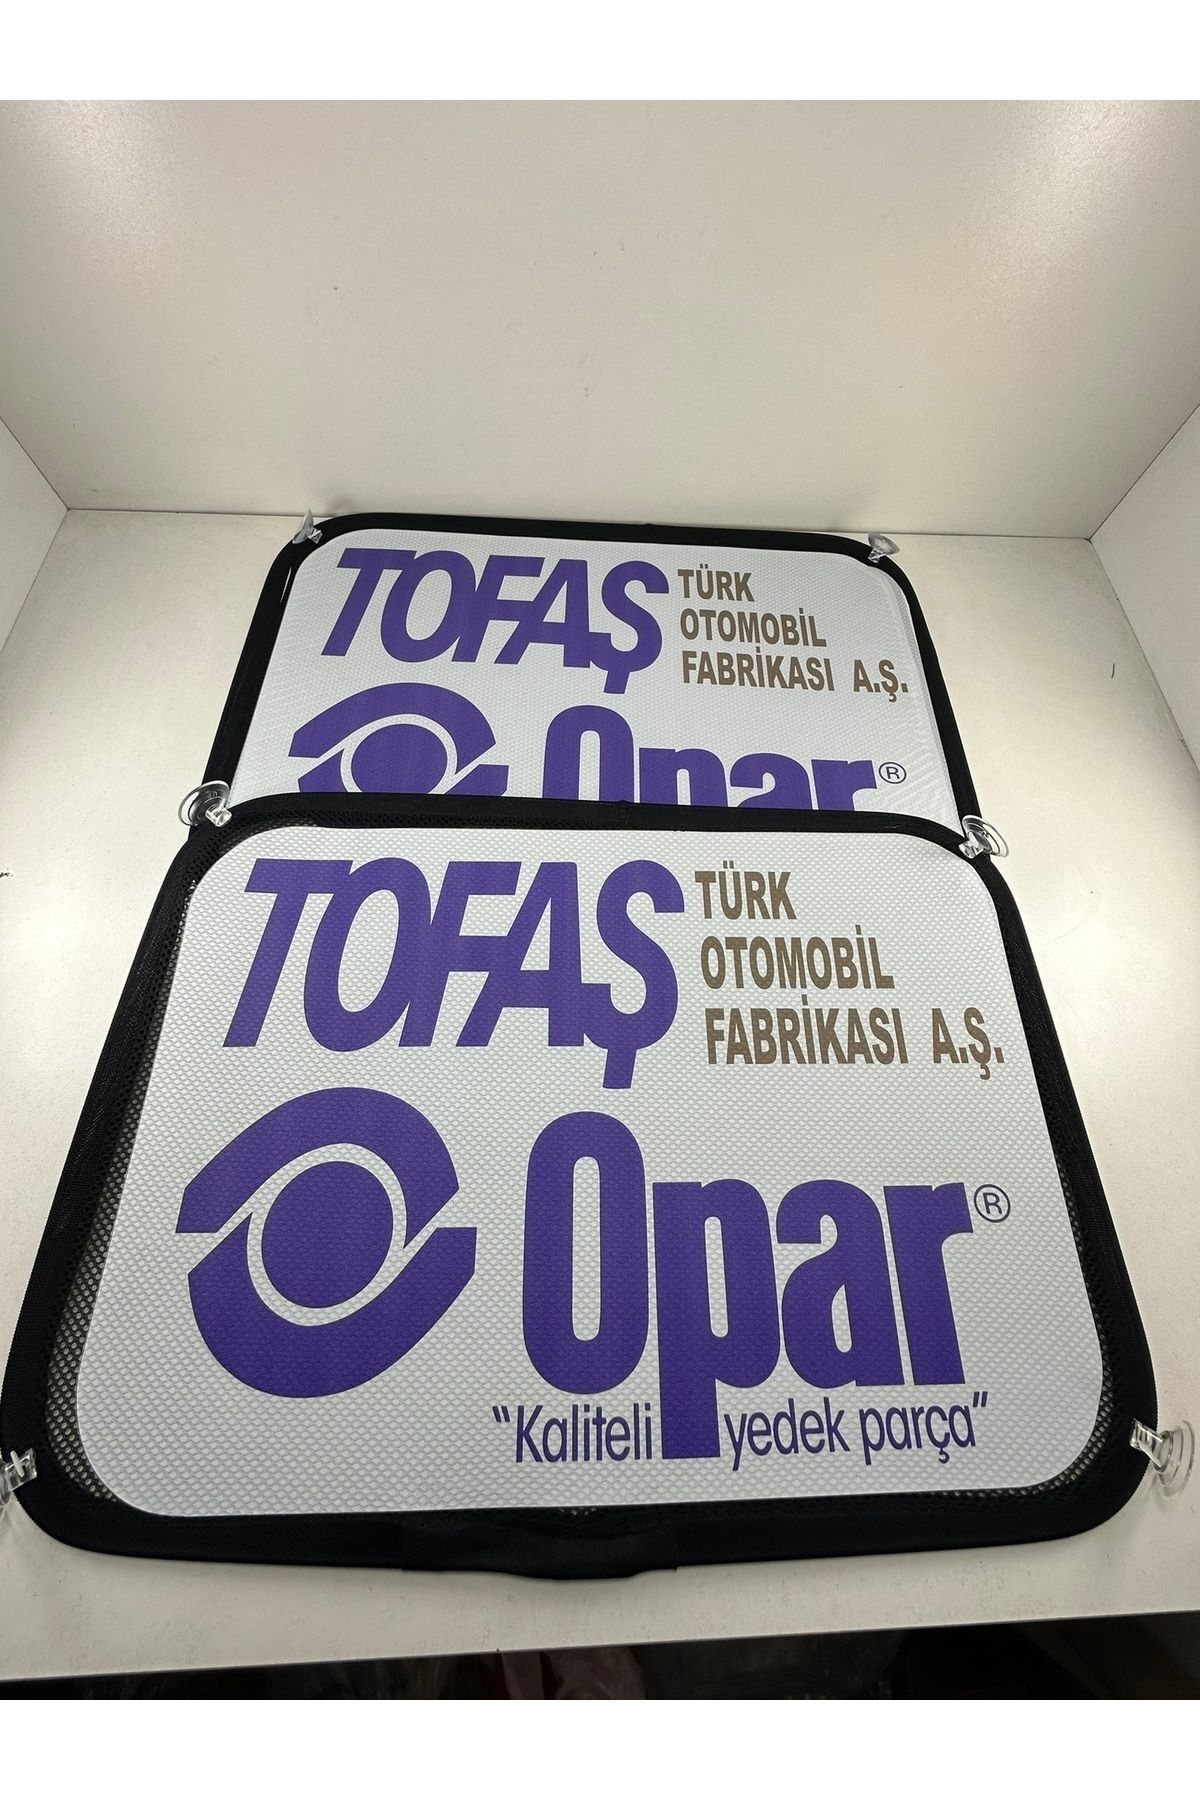 TOFAŞ TÜRK
OTOMOBİL
FABRİKASI A.Ş.
Opar®
TOFAŞ TÜRK
OTOMOBİL
FABRİKASI A.Ş.
Opar®
"Kaliteli yedek parça"